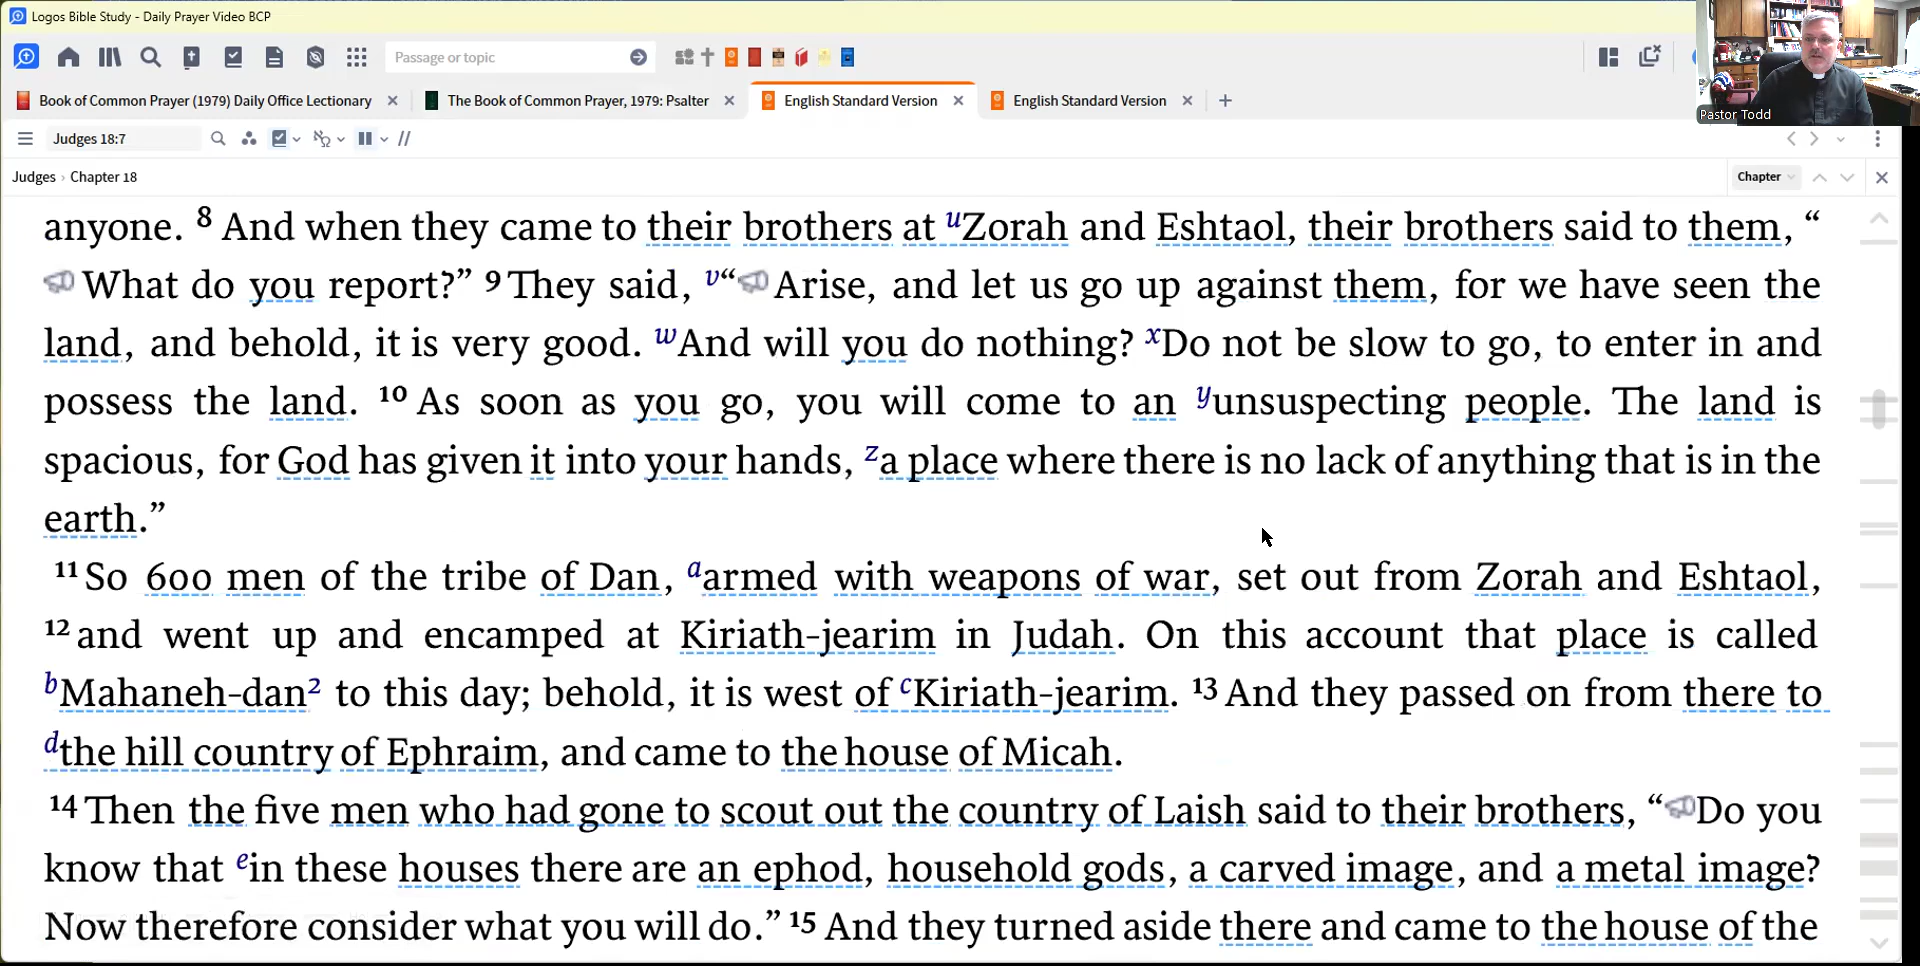 Logos Bible Study - Daily Prayer Video BCP
Passage or topic
Pastor Todd
Book of Common Prayer (1979) Daily Office Lectionary
The Book of Common Prayer, 1979: Psalter
English Standard Version
English Standard Version
Judges 18:7
Judges › Chapter 18
Chapter
anyone. 8 And when they came to their brothers at uZorah and Eshtaol, their brothers said to them, “
What do you report?” 9 They said, v“Arise, and let us go up against them, for we have seen the
land, and behold, it is very good. wAnd will you do nothing? xDo not be slow to go, to enter in and
possess the land. 10 As soon as you go, you will come to an yunsuspecting people. The land is
spacious, for God has given it into your hands, za place where there is no lack of anything that is in the
earth.”
11 So 600 men of the tribe of Dan, aarmed with weapons of war, set out from Zorah and Eshtaol,
12 and went up and encamped at Kiriath-jearim in Judah. On this account that place is called
bMahaneh-dan2 to this day; behold, it is west of cKiriath-jearim. 13 And they passed on from there to
dthe hill country of Ephraim, and came to the house of Micah.
14 Then the five men who had gone to scout out the country of Laish said to their brothers, “Do you
know that ein these houses there are an ephod, household gods, a carved image, and a metal image?
Now therefore consider what you will do.” 15 And they turned aside there and came to the house of the